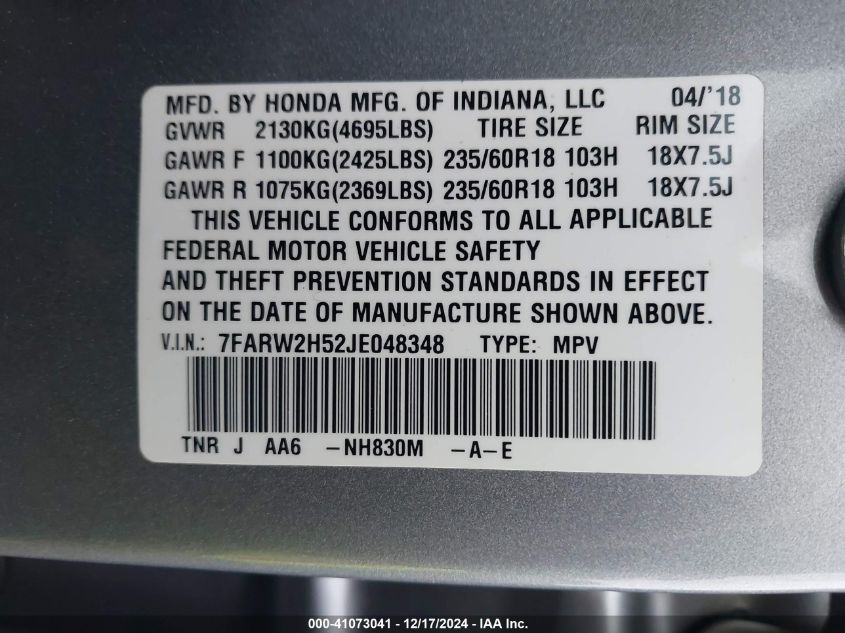 MFD. BY HONDA MFG. OF INDIANA, LLC 04/'18
GVWR 2130KG(4695LBS) TIRE SIZE RIM SIZE
GAWR F 1100KG(2425LBS) 235/60R18 103H 18X7.5J
GAWR R 1075KG(2369LBS) 235/60R18 103H 18X7.5J
THIS VEHICLE CONFORMS TO ALL APPLICABLE
FEDERAL MOTOR VEHICLE SAFETY
AND THEFT PREVENTION STANDARDS IN EFFECT
ON THE DATE OF MANUFACTURE SHOWN ABOVE.
V.I.N.: 7FARW2H52JE048348 TYPE: MPV
TNR J AA6 -NH830M -A-E
000-41073041 - 12/17/2024 - IAA Inc.